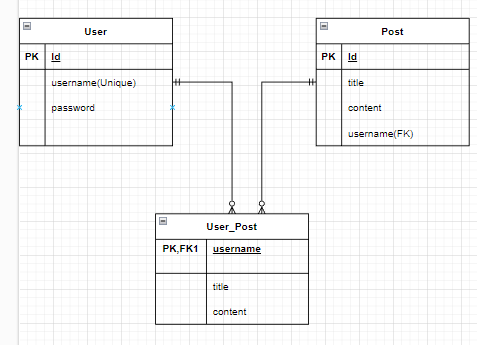 User
PK Id
username(Unique)
password
Post
PK Id
title
content
username(FK)
User_Post
PK,FK1 username
title
content